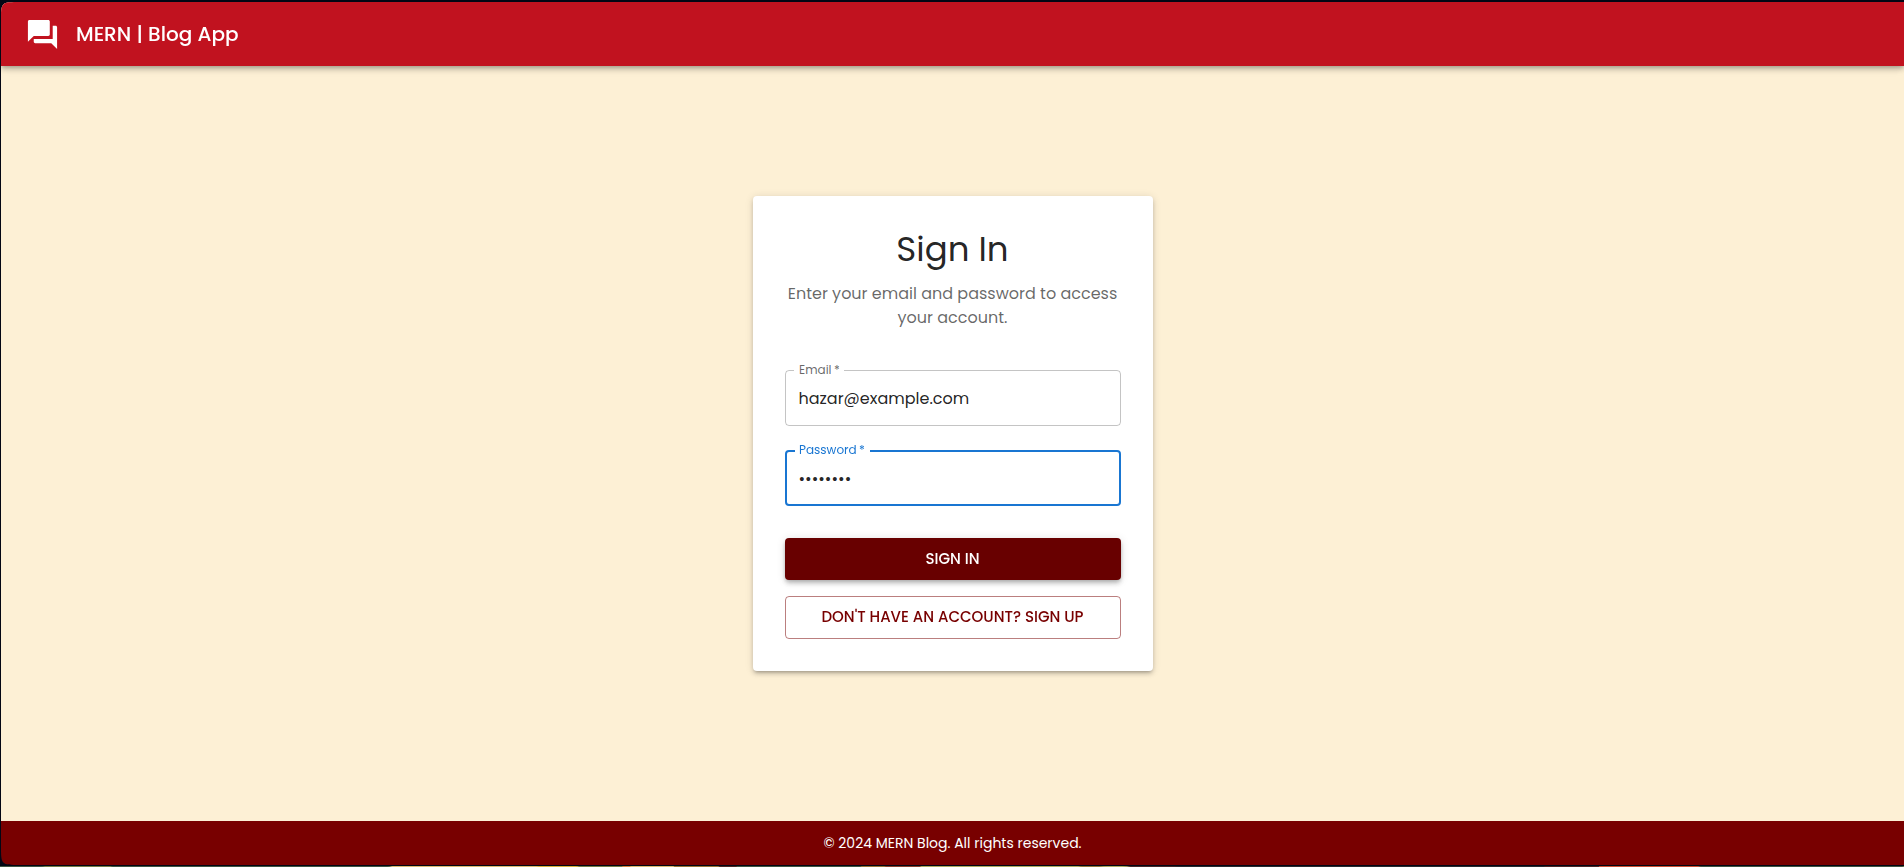 MERN | Blog App
Sign In
Enter your email and password to access
your account.
Email *
hazar@example.com
Password *
••••••••
SIGN IN
DON'T HAVE AN ACCOUNT? SIGN UP
© 2024 MERN Blog. All rights reserved.